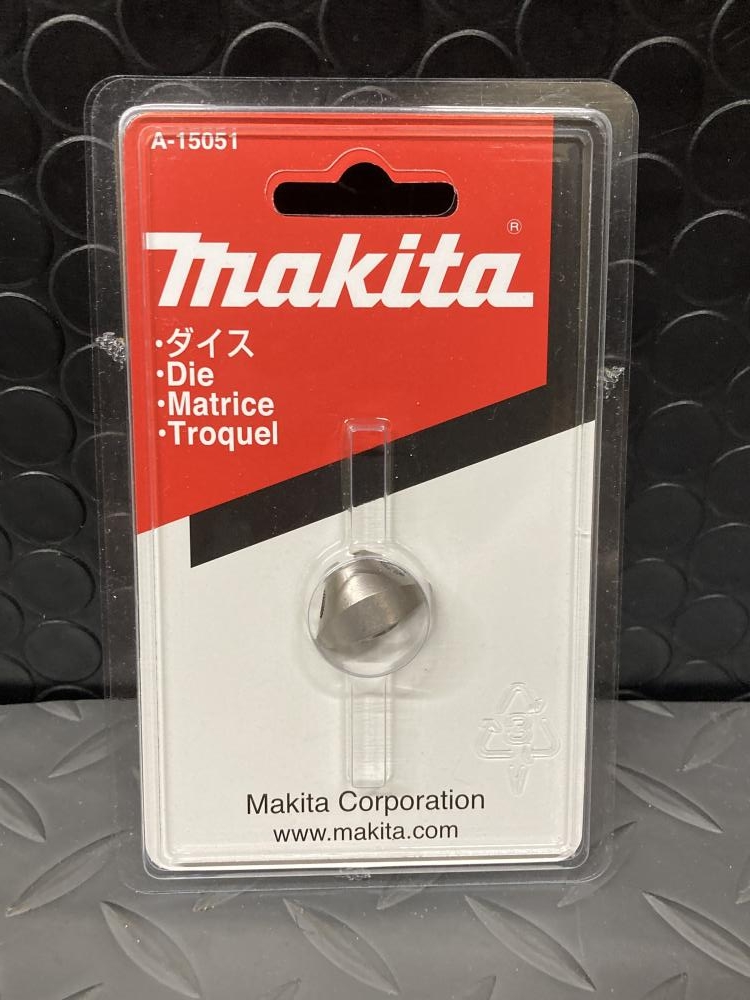 A-15051
makita®
・ダイス
・Die
・Matrice
・Troquel
Makita Corporation
www.makita.com